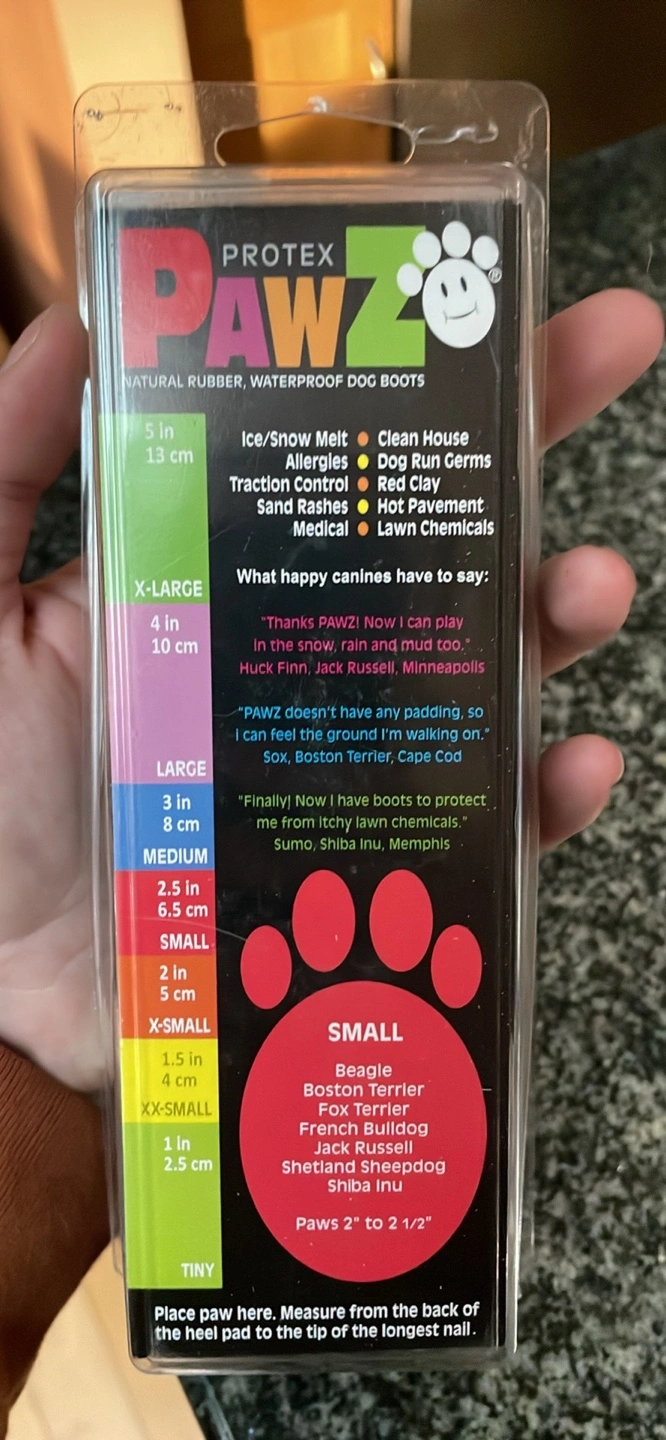 PROTEX
PAWZ®
NATURAL RUBBER, WATERPROOF DOG BOOTS
5 in
13 cm
X-LARGE
4 in
10 cm
LARGE
3 in
8 cm
MEDIUM
2.5 in
6.5 cm
SMALL
2 in
5 cm
X-SMALL
1.5 in
4 cm
XX-SMALL
1 in
2.5 cm
TINY
Ice/Snow Melt Clean House
Allergies Dog Run Germs
Traction Control Red Clay
Sand Rashes Hot Pavement
Medical Lawn Chemicals
What happy canines have to say:
"Thanks PAWZ! Now I can play
in the snow, rain and mud too."
Huck Finn, Jack Russell, Minneapolis
"PAWZ doesn't have any padding, so
I can feel the ground I'm walking on."
Sox, Boston Terrier, Cape Cod
"Finally! Now I have boots to protect
me from itchy lawn chemicals."
Sumo, Shiba Inu, Memphis
SMALL
Beagle
Boston Terrier
Fox Terrier
French Bulldog
Jack Russell
Shetland Sheepdog
Shiba Inu
Paws 2" to 2 1/2"
Place paw here. Measure from the back of
the heel pad to the tip of the longest nail.